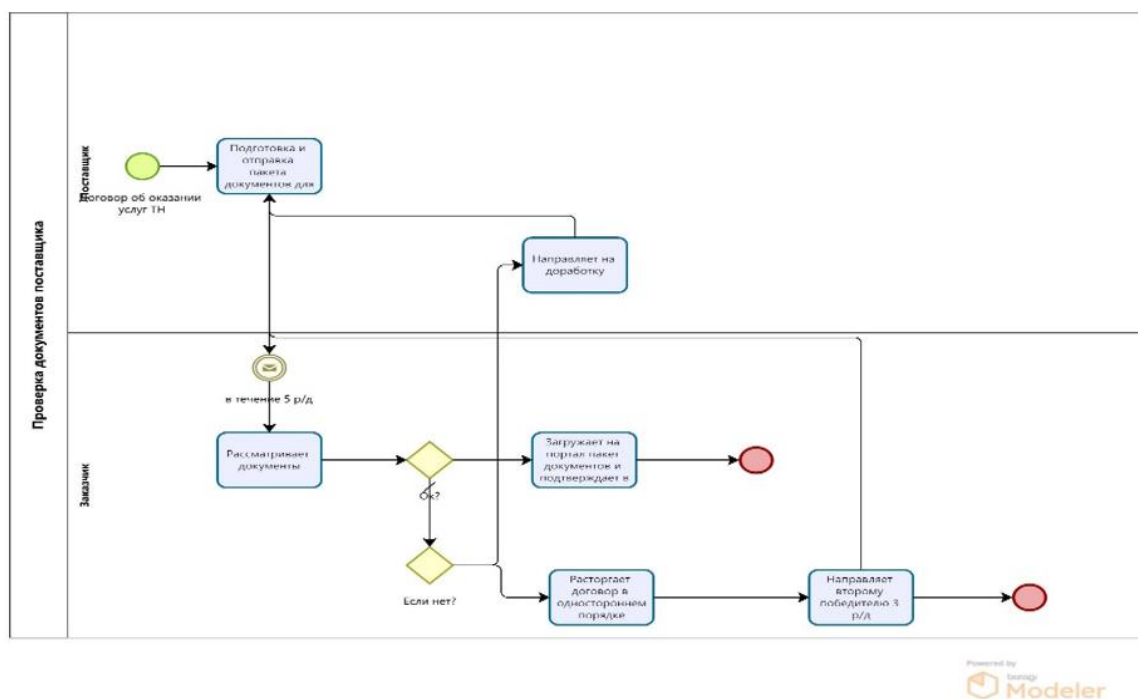 Проверка документов поставщика
Поставщик
Договор об оказании
услуг ТН
Подготовка и
отправка
пакета
документов для
Направляет на
доработку
Заказчик
в течение 5 р/д
Рассматривает
документы
Ок?
Загружает на
портал пакет
документов и
подтверждает в
Если нет?
Расторгает
договор в
одностороннем
порядке
Направляет
второму
победителю 3
р/д
Powered by
bizagi
Modeler